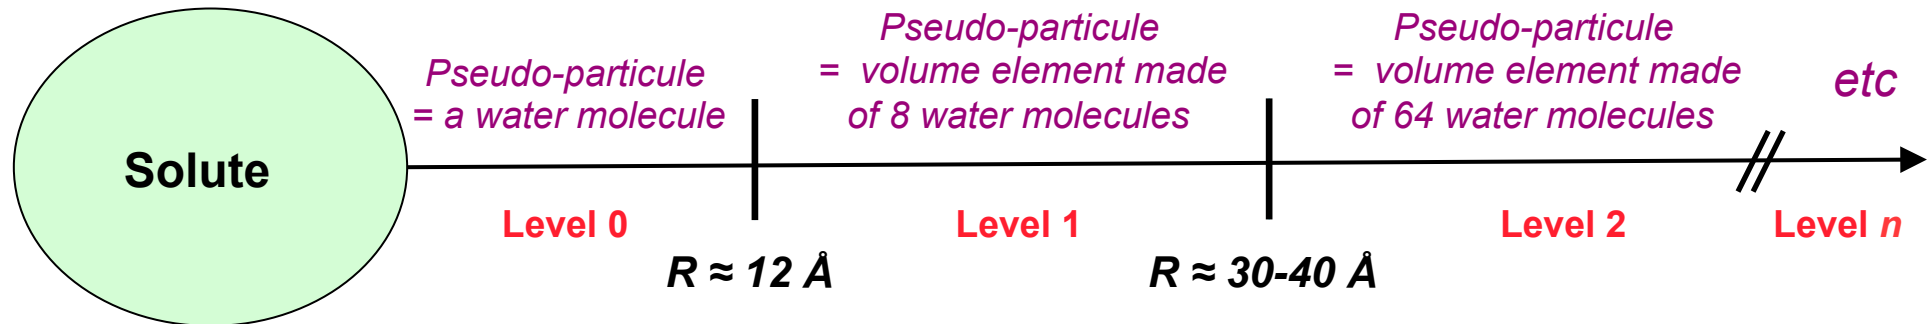 Solute
Pseudo-particule
= a water molecule
Pseudo-particule
= volume element made
of 8 water molecules
Pseudo-particule
= volume element made
of 64 water molecules
etc
Level 0
Level 1
Level 2
Level n
R ≈ 12 Å
R ≈ 30-40 Å